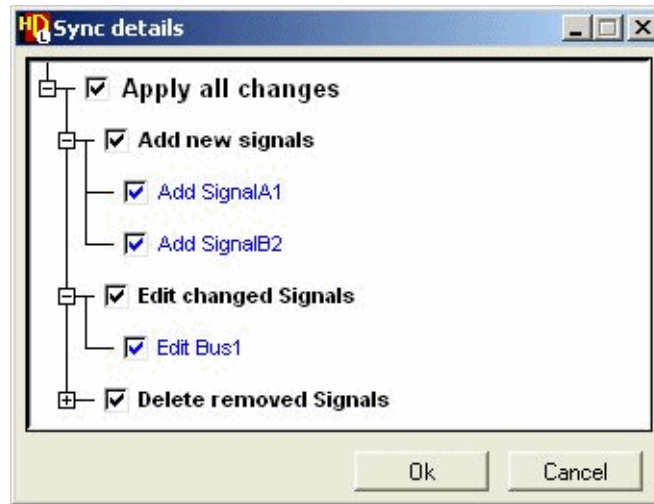 HDL Sync details
Apply all changes
Add new signals
Add SignalA1
Add SignalB2
Edit changed Signals
Edit Bus1
Delete removed Signals
Ok Cancel